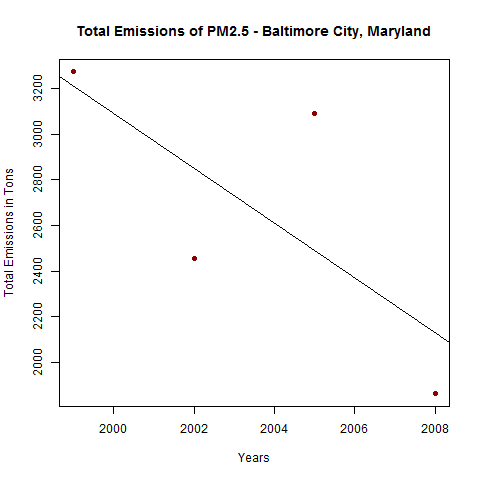 Total Emissions of PM2.5 - Baltimore City, Maryland
Total Emissions in Tons
3200
3000
2800
2600
2400
2200
2000
2000 2002 2004 2006 2008
Years